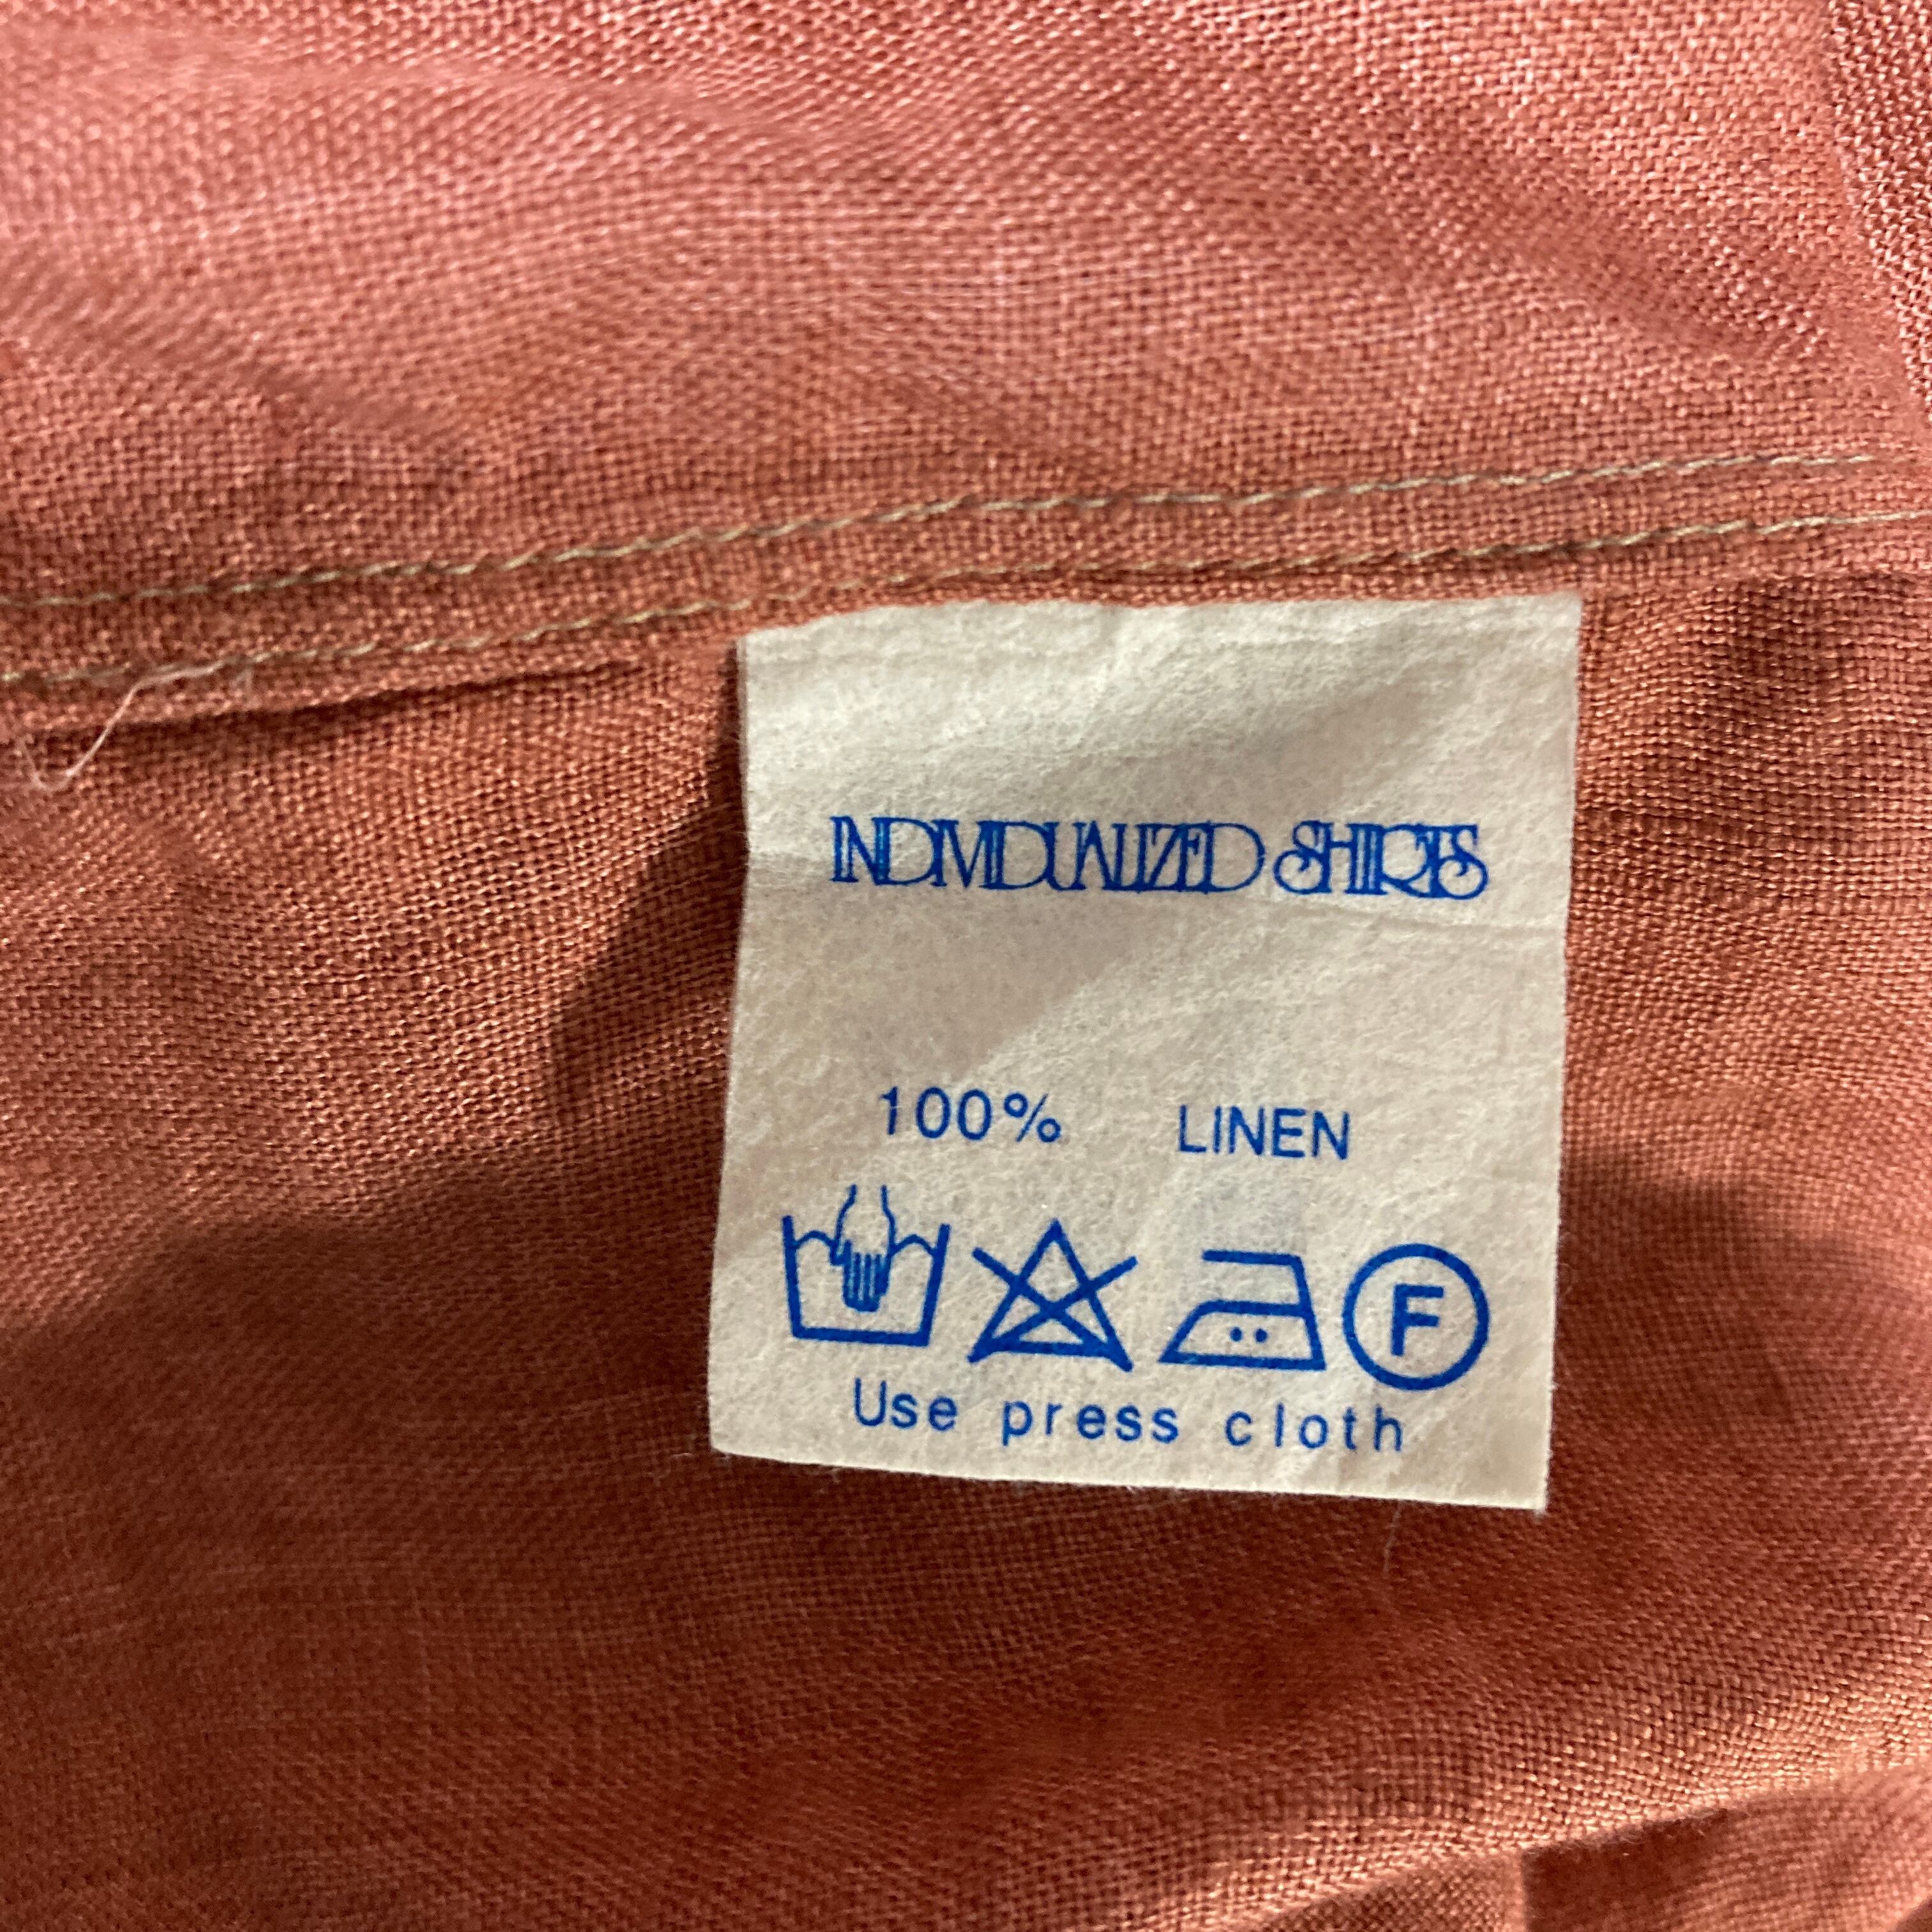 INDIVIDUALIZED SHIRTS
100% LINEN
F
Use press cloth